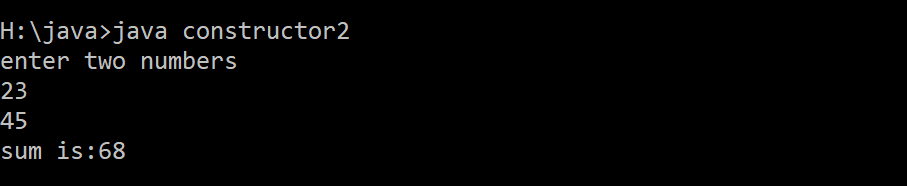 H:\java>java constructor2
enter two numbers
23
45
sum is:68